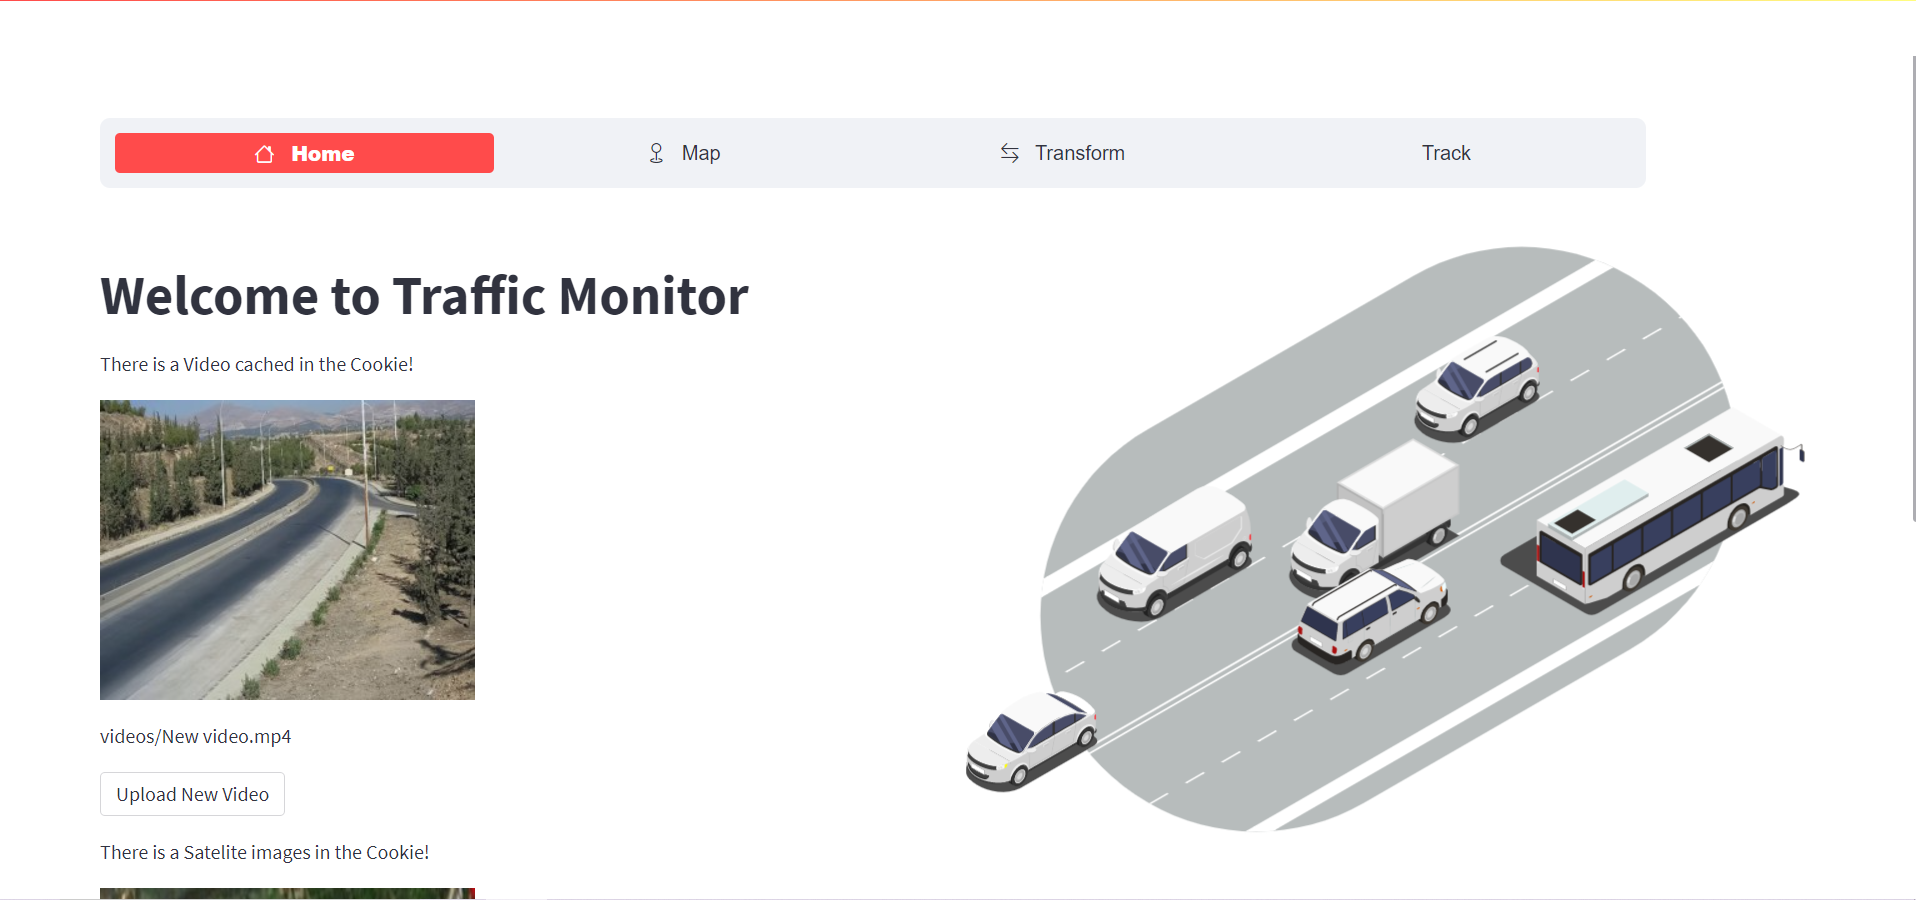 Home
Map
Transform
Track
Welcome to Traffic Monitor
There is a Video cached in the Cookie!
videos/New video.mp4
Upload New Video
There is a Satelite images in the Cookie!